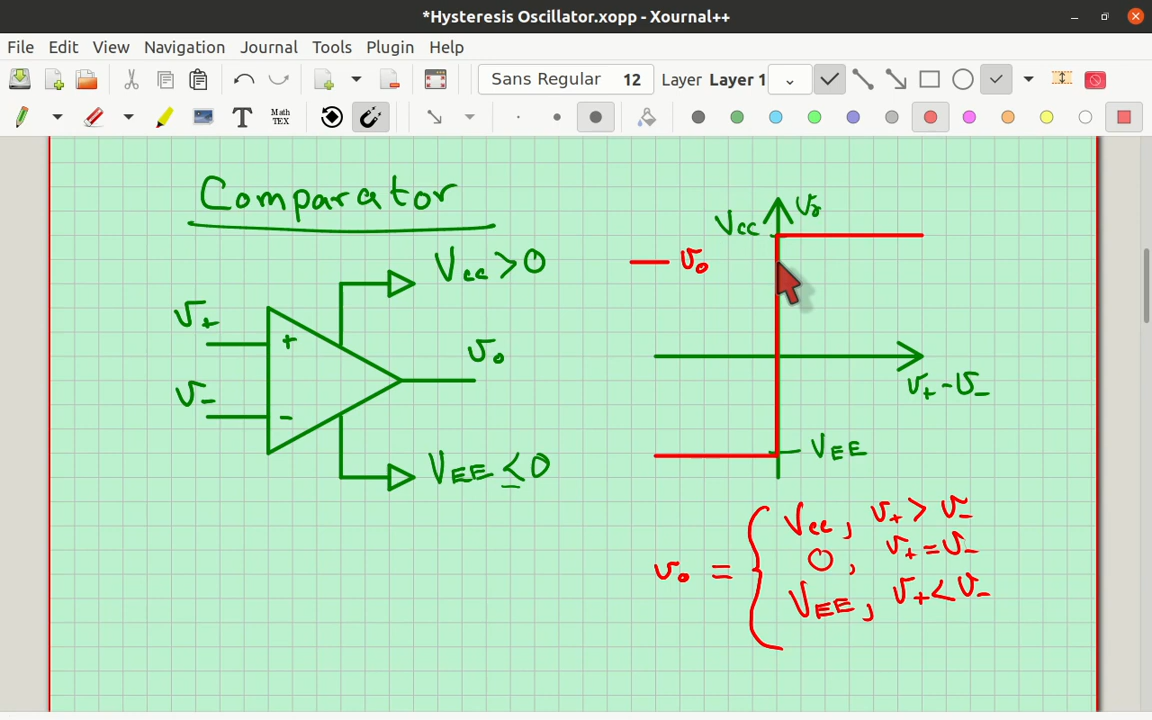 *Hysteresis Oscillator.xopp - Xournal++
File Edit View Navigation Journal Tools Plugin Help
Sans Regular 12 Layer Layer 1
Math TEX
Comparator
Vcc > 0
v+
+
vo
v-
-
VEE ≤ 0
vo
Vcc
vo
v+ - v-
VEE
vo = { Vcc, v+ > v-
0, v+ = v-
VEE, v+ < v-